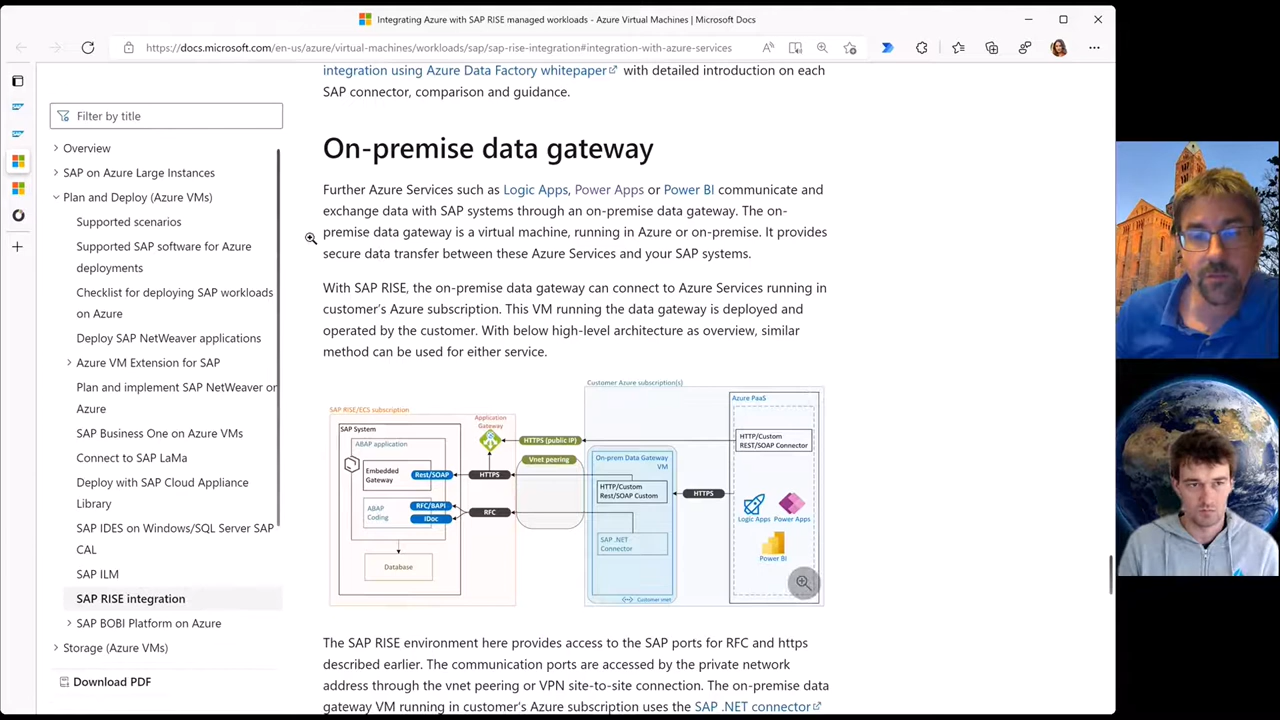 Integrating Azure with SAP RISE managed workloads - Azure Virtual Machines | Microsoft Docs
https://docs.microsoft.com/en-us/azure/virtual-machines/workloads/sap/sap-rise-integration#integration-with-azure-services
Filter by title
Overview
SAP on Azure Large Instances
Plan and Deploy (Azure VMs)
Supported scenarios
Supported SAP software for Azure
deployments
Checklist for deploying SAP workloads
on Azure
Deploy SAP NetWeaver applications
Azure VM Extension for SAP
Plan and implement SAP NetWeaver on
Azure
SAP Business One on Azure VMs
Connect to SAP LaMa
Deploy with SAP Cloud Appliance
Library
SAP IDES on Windows/SQL Server SAP
CAL
SAP ILM
SAP RISE integration
SAP BOBI Platform on Azure
Storage (Azure VMs)
Download PDF
integration using Azure Data Factory whitepaper with detailed introduction on each
SAP connector, comparison and guidance.
On-premise data gateway
Further Azure Services such as Logic Apps, Power Apps or Power BI communicate and
exchange data with SAP systems through an on-premise data gateway. The on-
premise data gateway is a virtual machine, running in Azure or on-premise. It provides
secure data transfer between these Azure Services and your SAP systems.
With SAP RISE, the on-premise data gateway can connect to Azure Services running in
customer's Azure subscription. This VM running the data gateway is deployed and
operated by the customer. With below high-level architecture as overview, similar
method can be used for either service.
SAP RISE/ECS subscription
SAP System
ABAP application
Embedded
Gateway
Rest/SOAP
ABAP
Coding
RFC/BAPI
IDoc
Database
Application
Gateway
HTTPS
RFC
HTTPS (public IP)
Vnet peering
Customer Azure subscription(s)
On-prem Data Gateway
VM
HTTP/Custom
Rest/SOAP Custom
SAP .NET
Connector
Customer vnet
HTTPS
Azure PaaS
HTTP/Custom
REST/SOAP Connector
Logic Apps
Power Apps
Power BI
The SAP RISE environment here provides access to the SAP ports for RFC and https
described earlier. The communication ports are accessed by the private network
address through the vnet peering or VPN site-to-site connection. The on-premise data
gateway VM running in customer's Azure subscription uses the SAP .NET connector